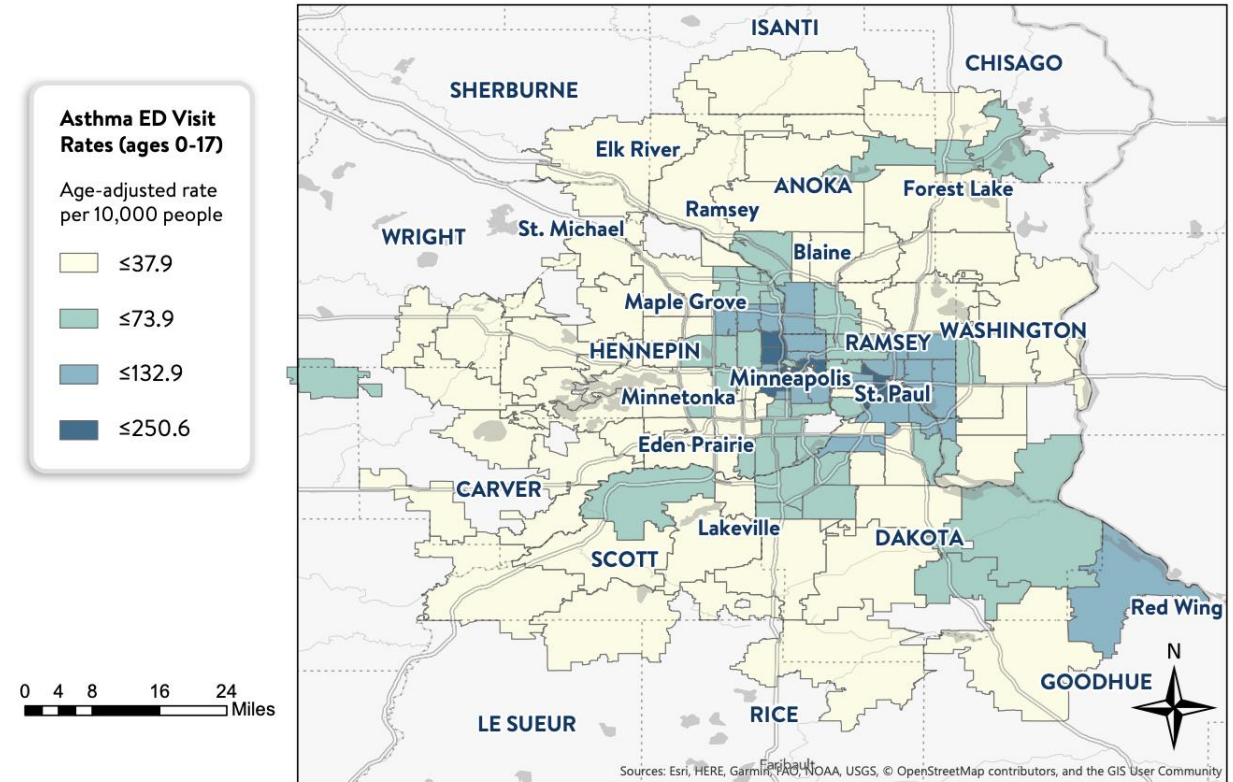 Asthma ED Visit
Rates (ages 0-17)
Age-adjusted rate
per 10,000 people
≤37.9
≤73.9
≤132.9
≤250.6
0 4 8 16 24
Miles
ISANTI
CHISAGO
SHERBURNE
Elk River
ANOKA
Forest Lake
Ramsey
St. Michael
WRIGHT
Blaine
Maple Grove
WASHINGTON
RAMSEY
HENNEPIN
Minneapolis
St. Paul
Minnetonka
Eden Prairie
CARVER
Lakeville
DAKOTA
SCOTT
Red Wing
N
GOODHUE
RICE
LE SUEUR
Faribault
Sources: Esri, HERE, Garmin, FAO, NOAA, USGS, © OpenStreetMap contributors, and the GIS User Community